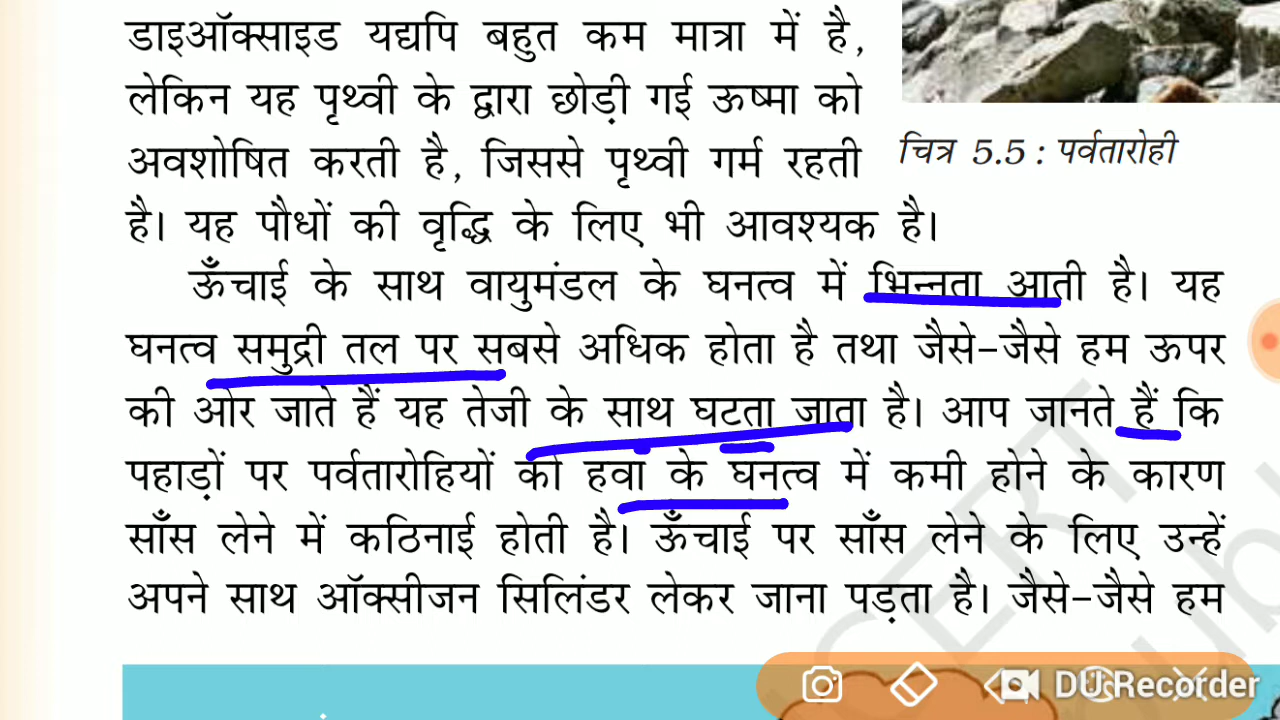 डाइऑक्साइड यद्यपि बहुत कम मात्रा में है,
लेकिन यह पृथ्वी के द्वारा छोड़ी गई ऊष्मा को
अवशोषित करती है, जिससे पृथ्वी गर्म रहती
है। यह पौधों की वृद्धि के लिए भी आवश्यक है।
चित्र 5.5 : पर्वतारोही
ऊँचाई के साथ वायुमंडल के घनत्व में भिन्नता आती है। यह
घनत्व समुद्री तल पर सबसे अधिक होता है तथा जैसे-जैसे हम ऊपर
की ओर जाते हैं यह तेजी के साथ घटता जाता है। आप जानते हैं कि
पहाड़ों पर पर्वतारोहियों को हवा के घनत्व में कमी होने के कारण
साँस लेने में कठिनाई होती है। ऊँचाई पर साँस लेने के लिए उन्हें
अपने साथ ऑक्सीजन सिलिंडर लेकर जाना पड़ता है। जैसे-जैसे हम
DU Recorder